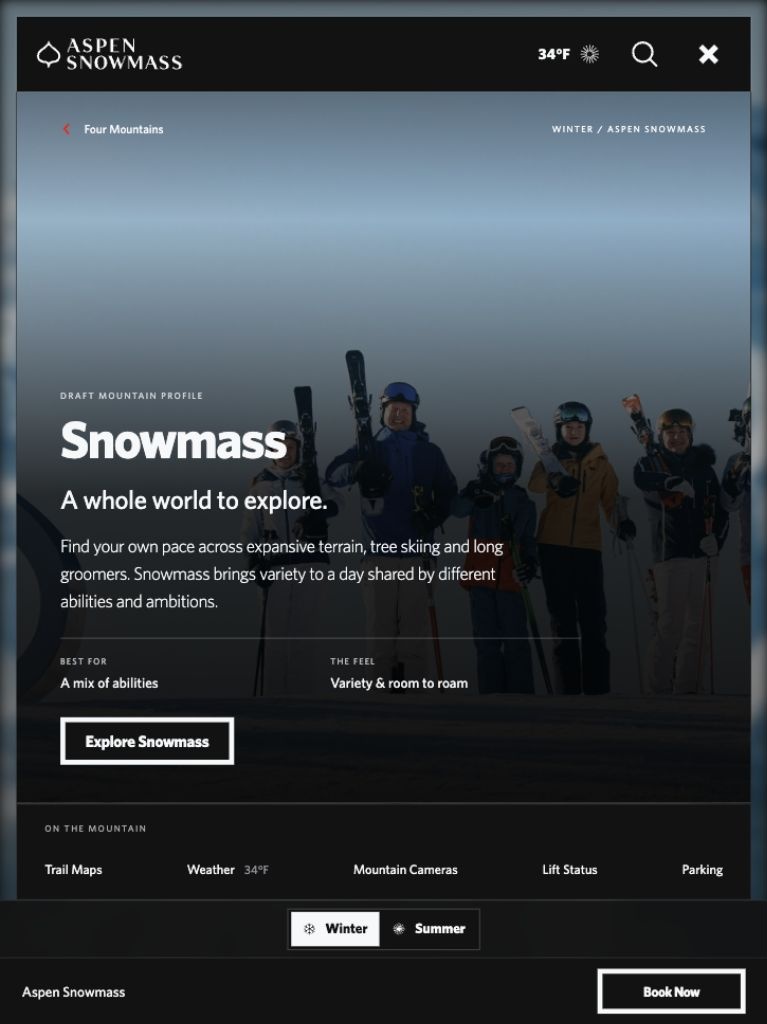 ASPEN
SNOWMASS
34°F
Four Mountains
WINTER / ASPEN SNOWMASS
DRAFT MOUNTAIN PROFILE
Snowmass
A whole world to explore.
Find your own pace across expansive terrain, tree skiing and long
groomers. Snowmass brings variety to a day shared by different
abilities and ambitions.
BEST FOR
A mix of abilities
THE FEEL
Variety & room to roam
Explore Snowmass
ON THE MOUNTAIN
Trail Maps
Weather 34°F
Mountain Cameras
Lift Status
Parking
Winter
Summer
Aspen Snowmass
Book Now